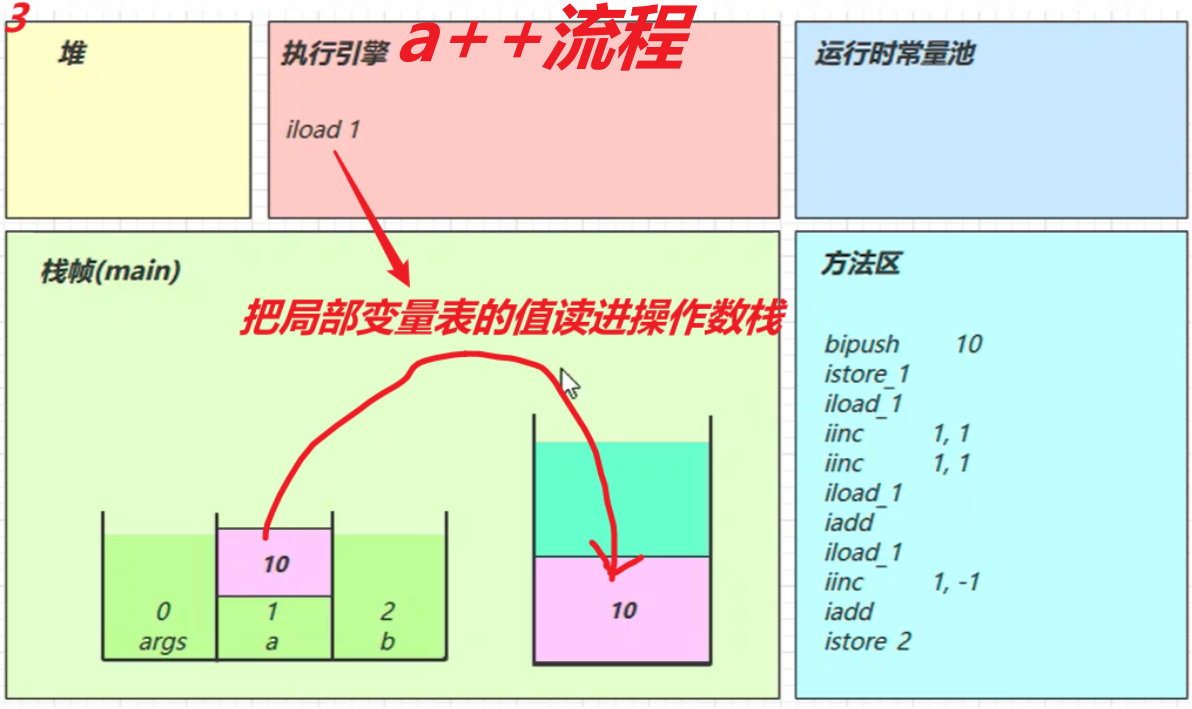 3
堆
执行引擎
a++流程
运行时常量池
iload 1
栈帧(main)
把局部变量表的值读进操作数栈
10
0
args
1
a
2
b
10
方法区
bipush 10
istore_1
iload_1
iinc 1, 1
iinc 1, 1
iload_1
iadd
iload_1
iinc 1, -1
iadd
istore 2